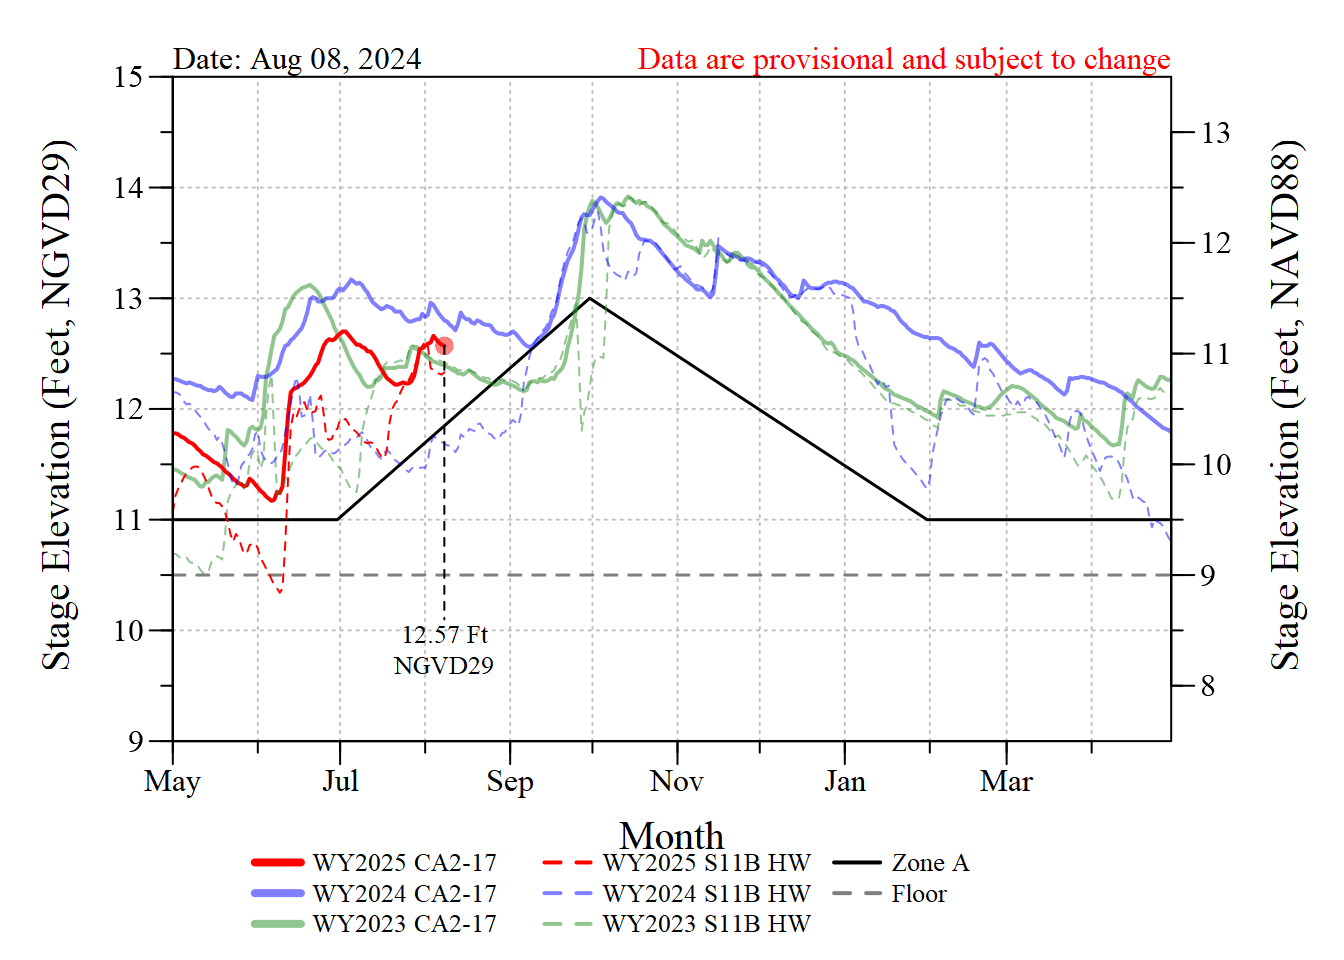 Date: Aug 08, 2024
Data are provisional and subject to change
15
14
13
12
11
10
9
Stage Elevation (Feet, NGVD29)
13
12
11
10
9
8
Stage Elevation (Feet, NAVD88)
12.57 Ft
NGVD29
May Jul Sep Nov Jan Mar
Month
WY2025 CA2-17 WY2025 S11B HW Zone A
WY2024 CA2-17 WY2024 S11B HW Floor
WY2023 CA2-17 WY2023 S11B HW